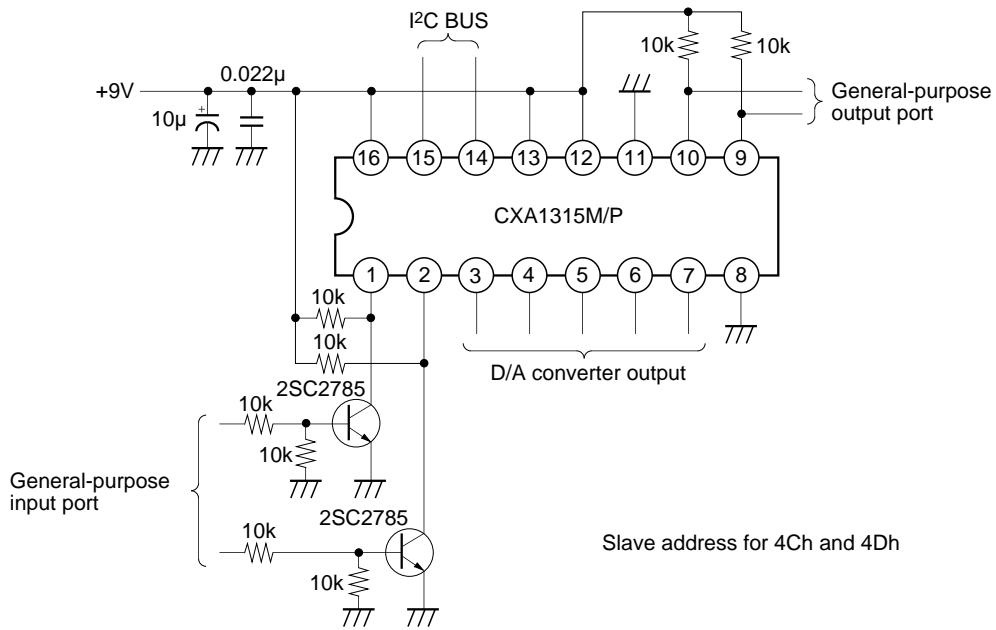 I²C BUS
10k
10k
+9V
0.022µ
+
10µ
General-purpose
output port
16
15
14
13
12
11
10
9
CXA1315M/P
1
2
3
4
5
6
7
8
10k
10k
D/A converter output
2SC2785
10k
10k
General-purpose
input port
2SC2785
10k
10k
Slave address for 4Ch and 4Dh